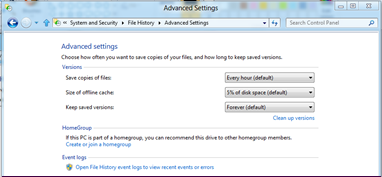 Advanced Settings
« System and Security ▸ File History ▸ Advanced Settings
Search Control Panel
Advanced settings
Choose how often you want to save copies of your files, and how long to keep saved versions.
Versions
Save copies of files: Every hour (default)
Size of offline cache: 5% of disk space (default)
Keep saved versions: Forever (default)
Clean up versions
HomeGroup
If this PC is part of a homegroup, you can recommend this drive to other homegroup members.
Create or join a homegroup
Event logs
Open File History event logs to view recent events or errors